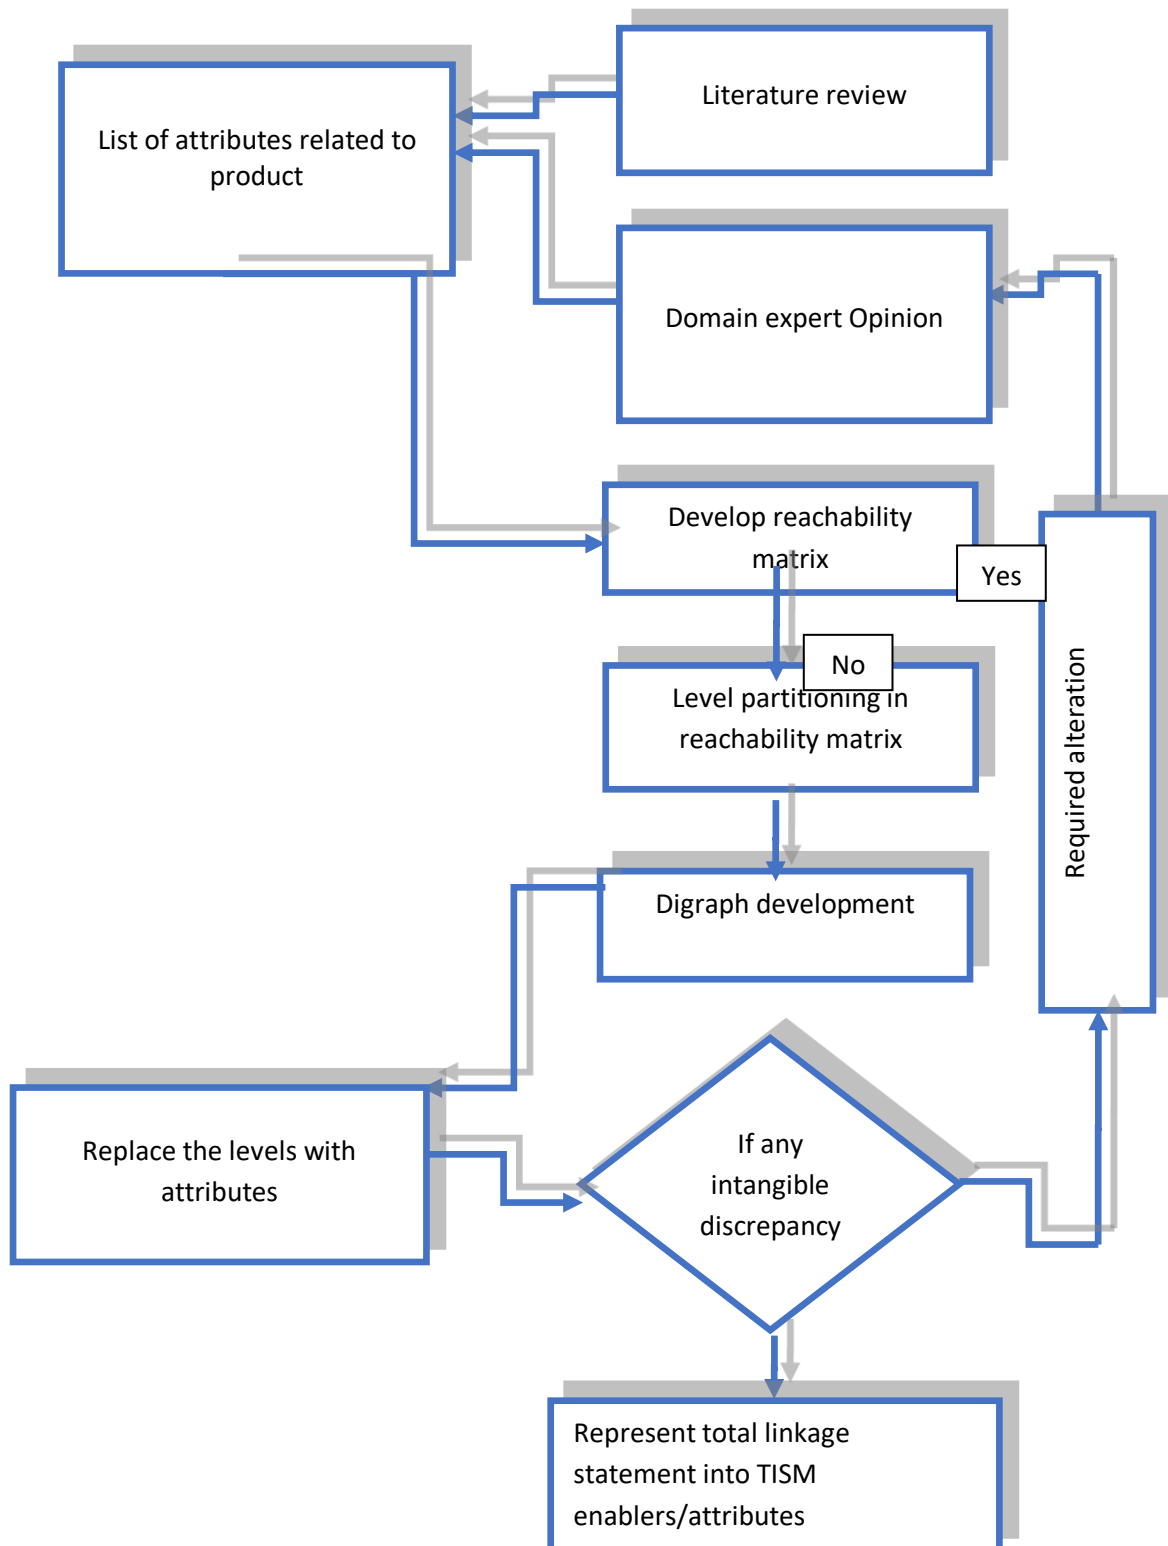 Literature review
List of attributes related to
product
Domain expert Opinion
Develop reachability
matrix
Yes
No
Level partitioning in
reachability matrix
Required alteration
Digraph development
Replace the levels with
attributes
If any
intangible
discrepancy
Represent total linkage
statement into TISM
enablers/attributes